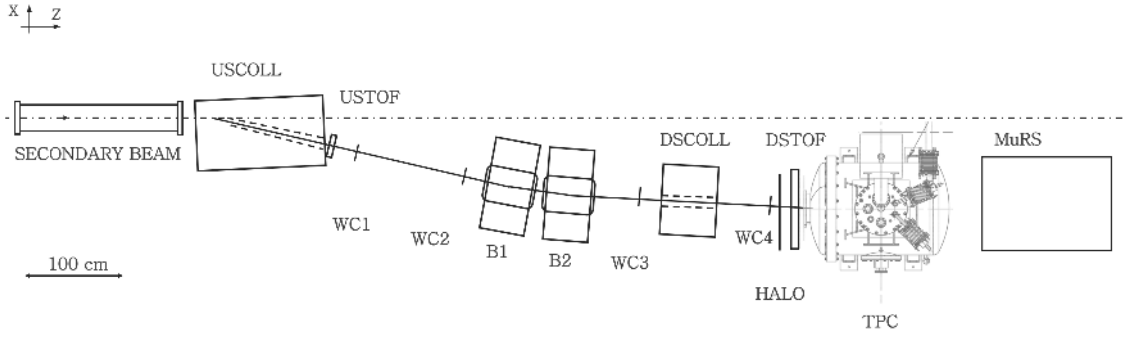 X
Z
USCOLL
USTOF
SECONDARY BEAM
DSCOLL
DSTOF
MuRS
WC1
WC2
B1
B2
WC3
WC4
100 cm
HALO
TPC